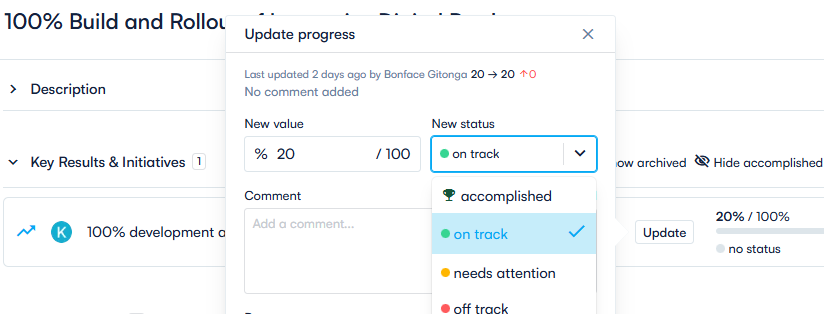 100% Build and Rollou
Update progress
Last updated 2 days ago by Bonface Gitonga 20 → 20 ↑0
No comment added
Description
New value
New status
% 20 / 100
on track
Key Results & Initiatives 1
ow archived
Hide accomplished
Comment
accomplished
Add a comment...
on track
K
100% development a
Update
20% / 100%
no status
needs attention
off track